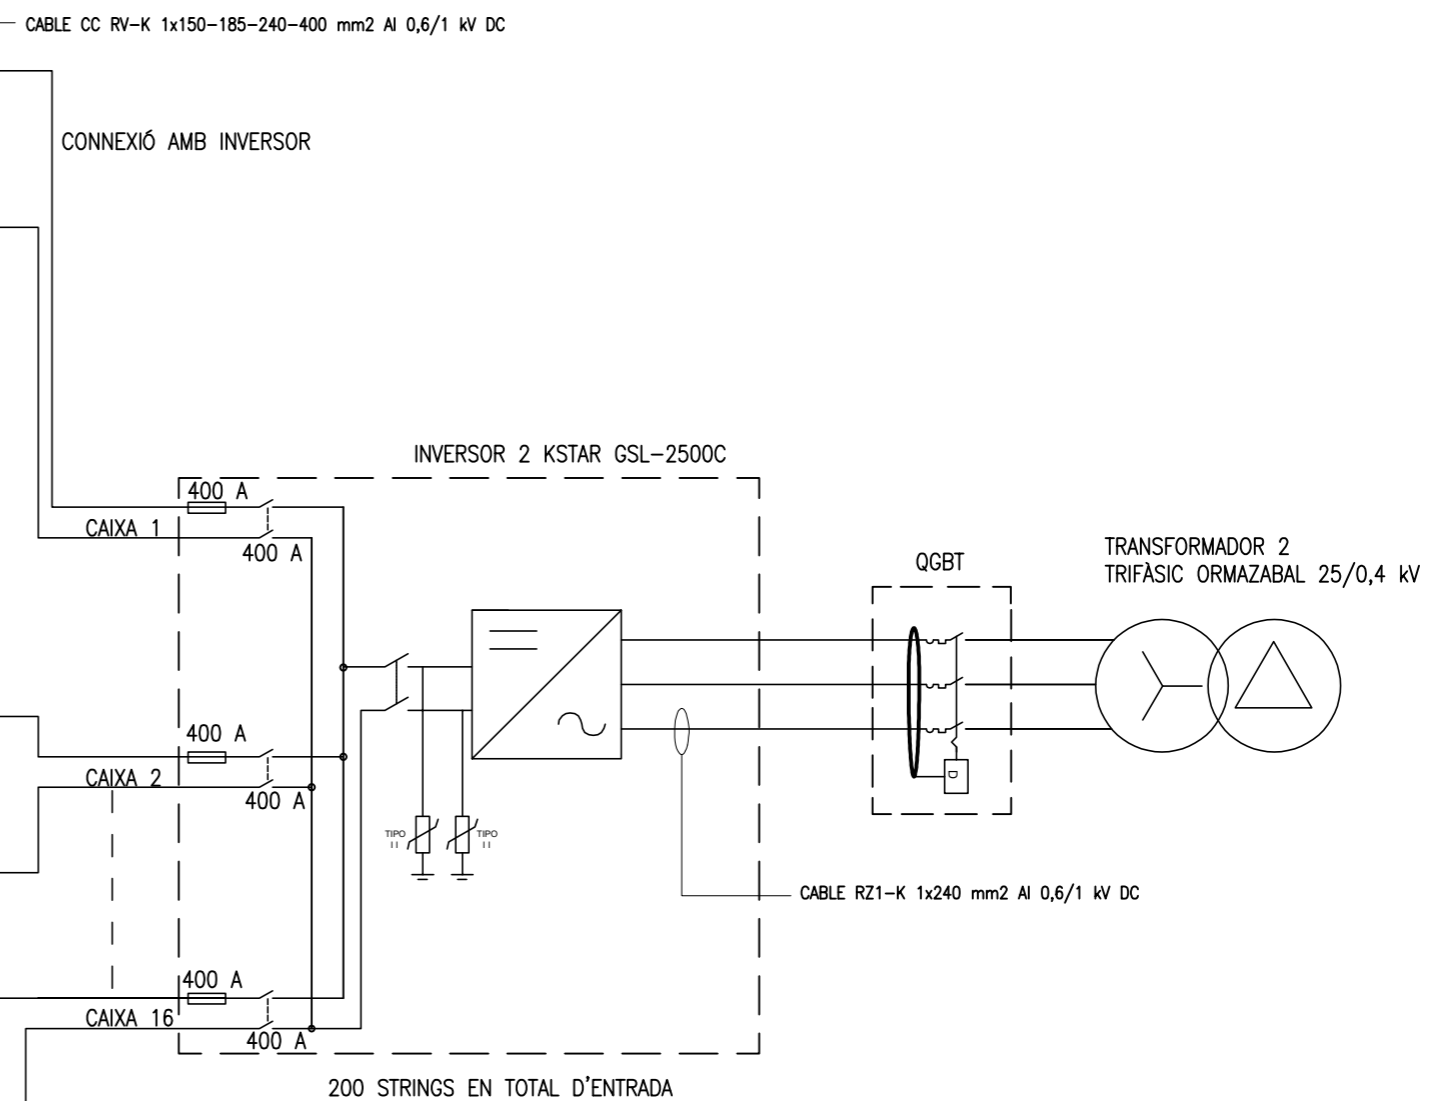 CABLE CC RV-K 1x150-185-240-400 mm2 Al 0,6/1 kV DC
CONNEXIÓ AMB INVERSOR
INVERSOR 2 KSTAR GSL-2500C
400 A
CAIXA 1
400 A
QGBT
TRANSFORMADOR 2
TRIFÀSIC ORMAZABAL 25/0,4 kV
400 A
CAIXA 2
400 A
TIPO
II
TIPO
II
D
CABLE RZ1-K 1x240 mm2 Al 0,6/1 kV DC
400 A
CAIXA 16
400 A
200 STRINGS EN TOTAL D'ENTRADA